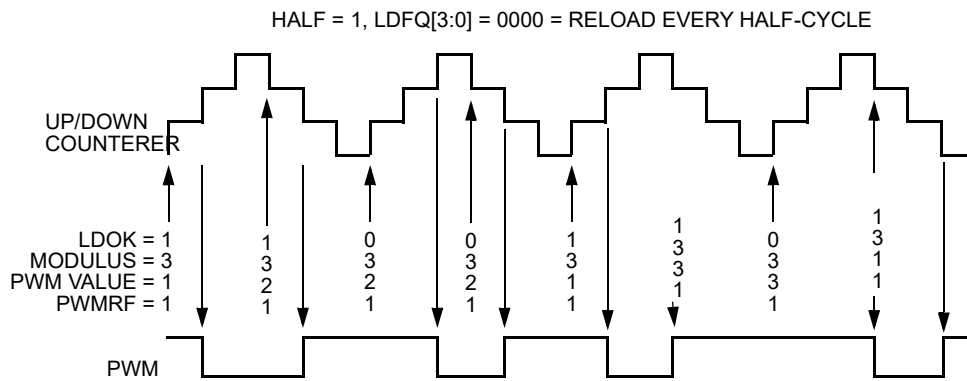 HALF = 1, LDFQ[3:0] = 0000 = RELOAD EVERY HALF-CYCLE
UP/DOWN
COUNTERER
LDOK = 1 1 0 0 1 1 0 1
MODULUS = 3 3 3 3 3 3 3 3
PWM VALUE = 1 2 2 2 1 3 3 1
PWMRF = 1 1 1 1 1 1 1 1
PWM